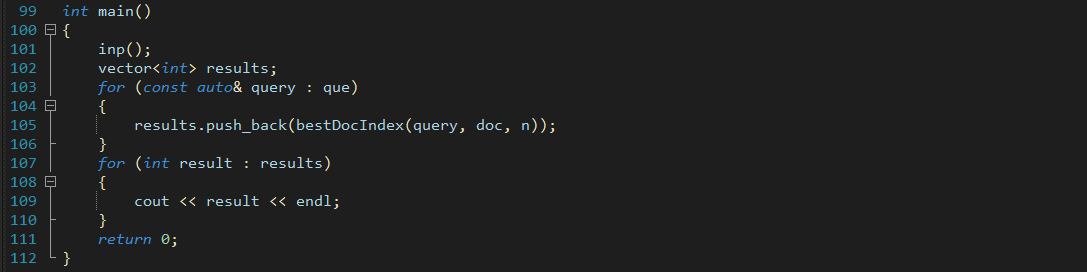 99 int main()
100 {
101 inp();
102 vector<int> results;
103 for (const auto& query : que)
104 {
105 results.push_back(bestDocIndex(query, doc, n));
106 }
107 for (int result : results)
108 {
109 cout << result << endl;
110 }
111 return 0;
112 }